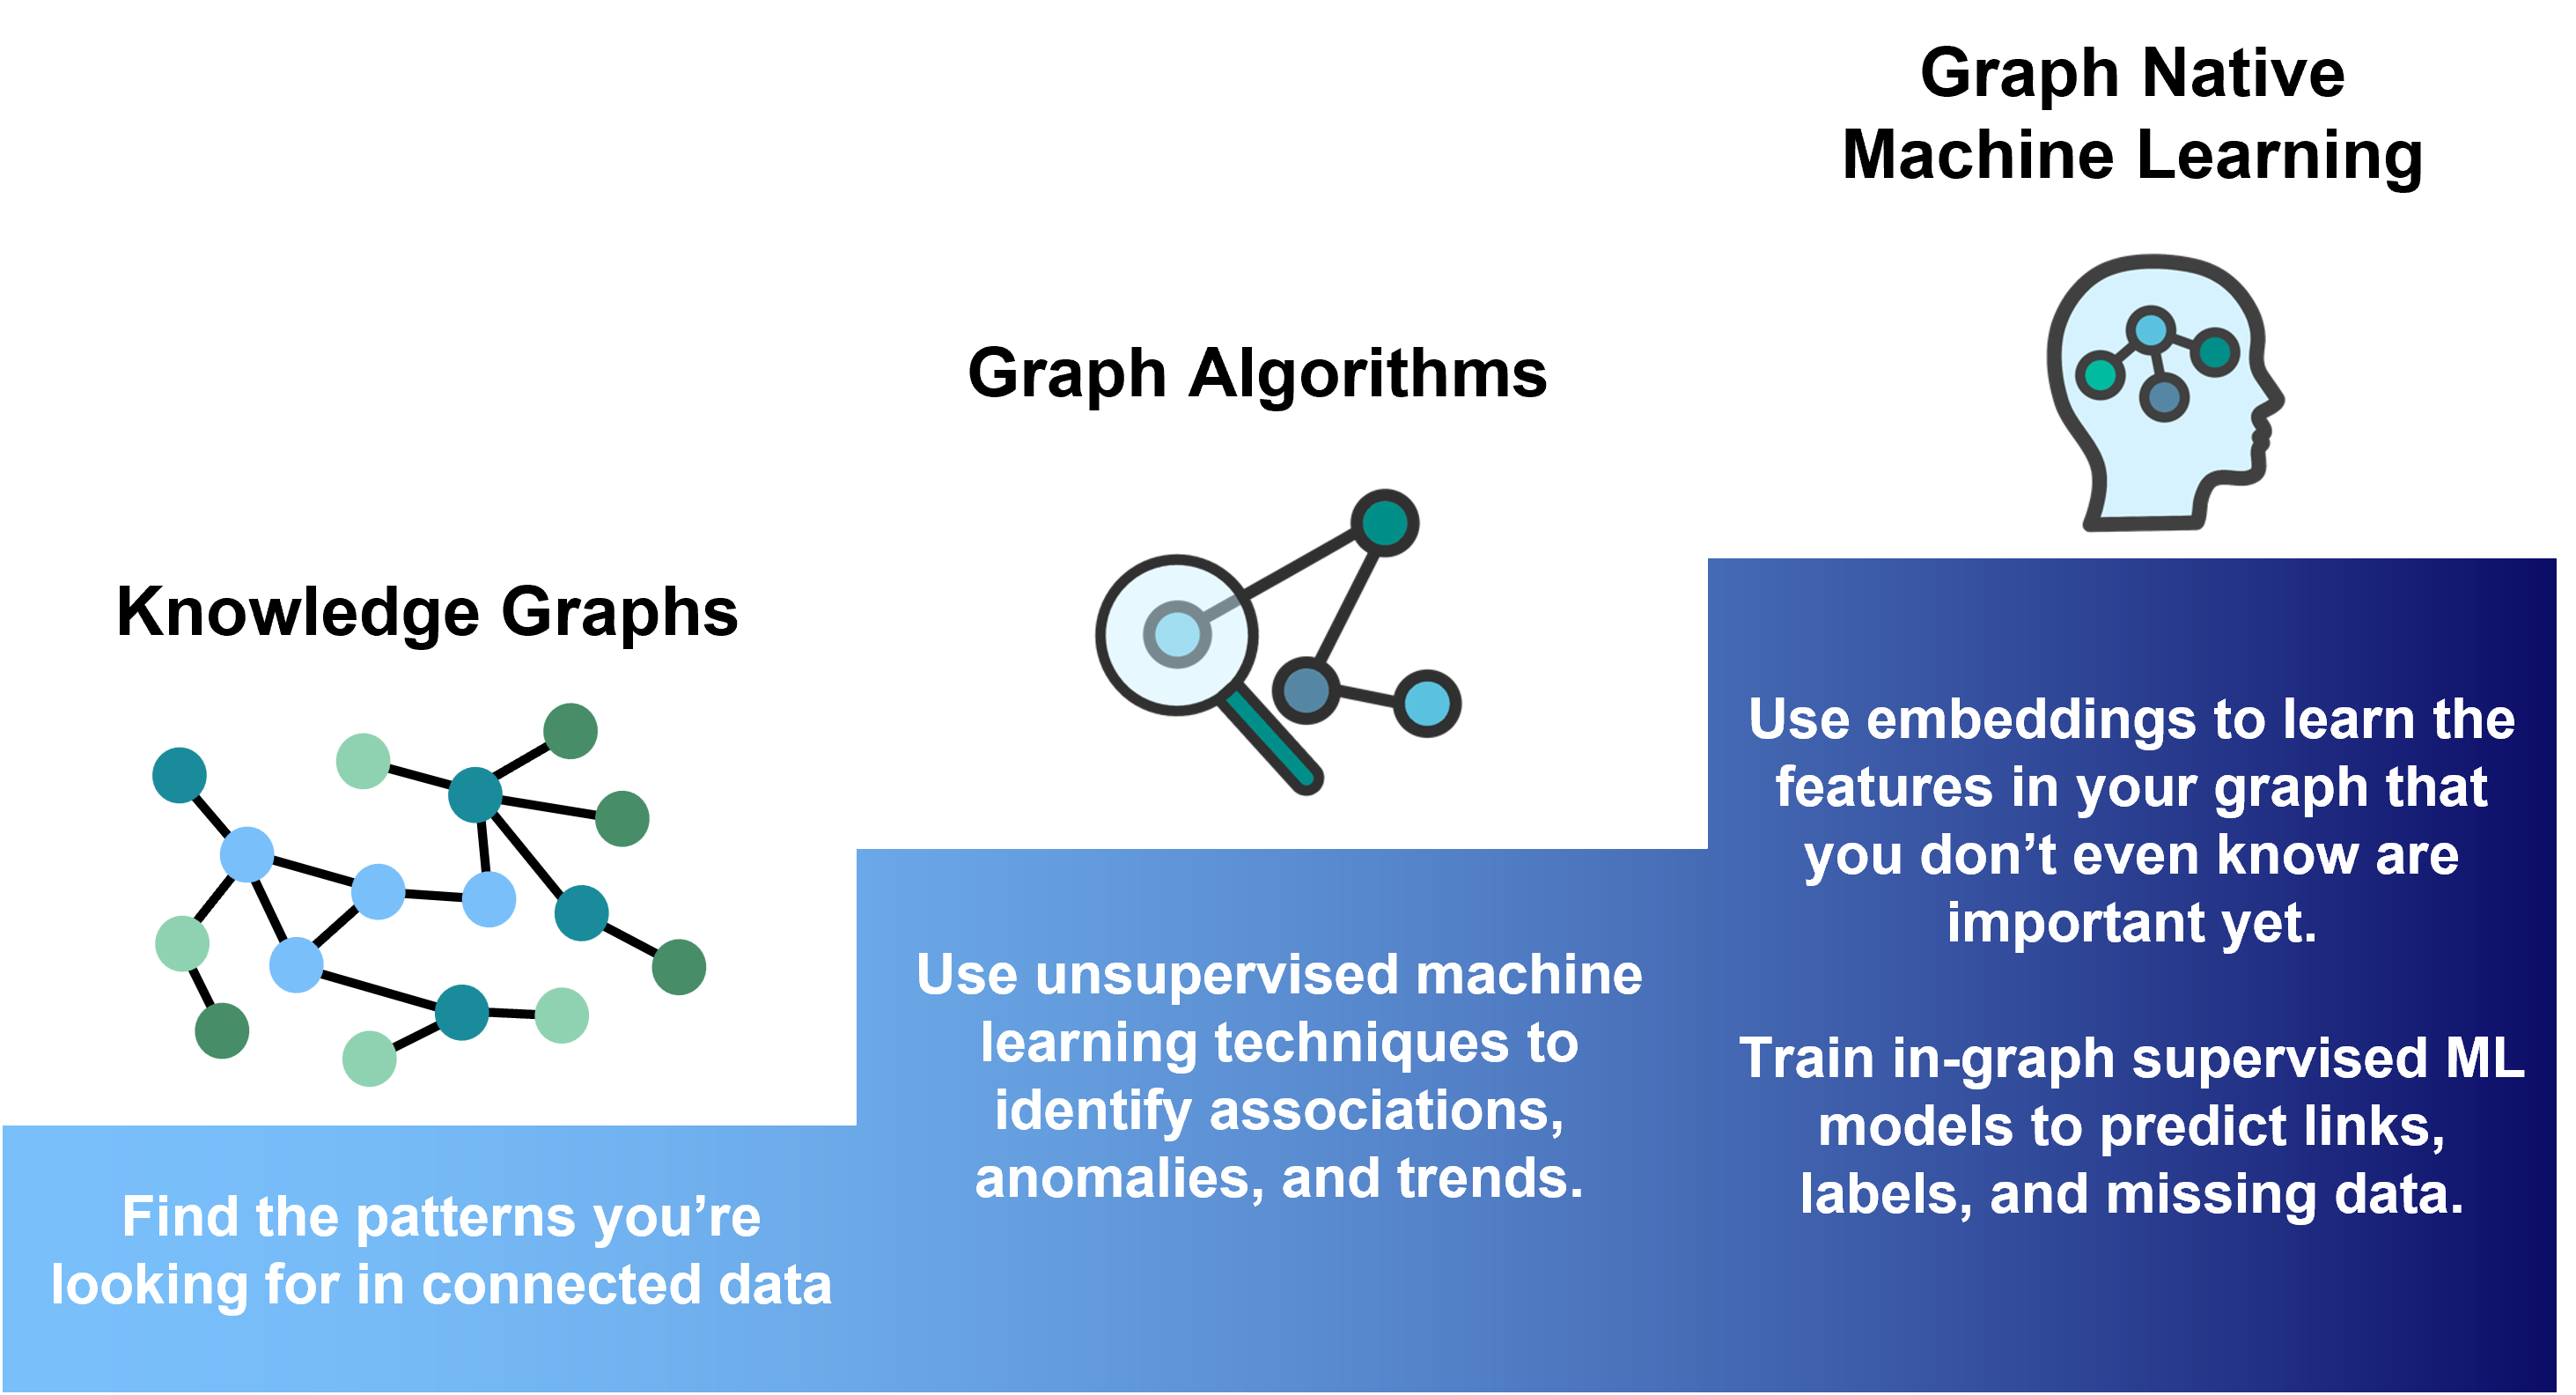 Knowledge Graphs
Find the patterns you’re
looking for in connected data
Graph Algorithms
Use unsupervised machine
learning techniques to
identify associations,
anomalies, and trends.
Graph Native
Machine Learning
Use embeddings to learn the
features in your graph that
you don’t even know are
important yet.
Train in-graph supervised ML
models to predict links,
labels, and missing data.